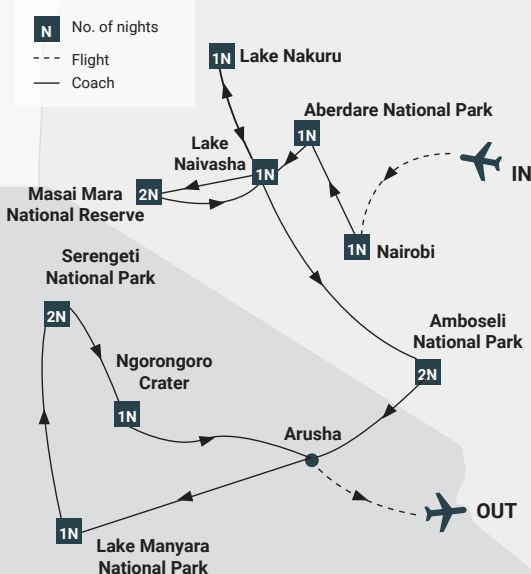 N No. of nights
Flight
Coach
1N Lake Nakuru
Aberdare National Park
1N
Lake
Naivasha
1N
IN
Masai Mara
National Reserve
2N
1N Nairobi
Serengeti
National Park
2N
Amboseli
National Park
2N
Ngorongoro
Crater
1N
Arusha
OUT
1N
Lake Manyara
National Park